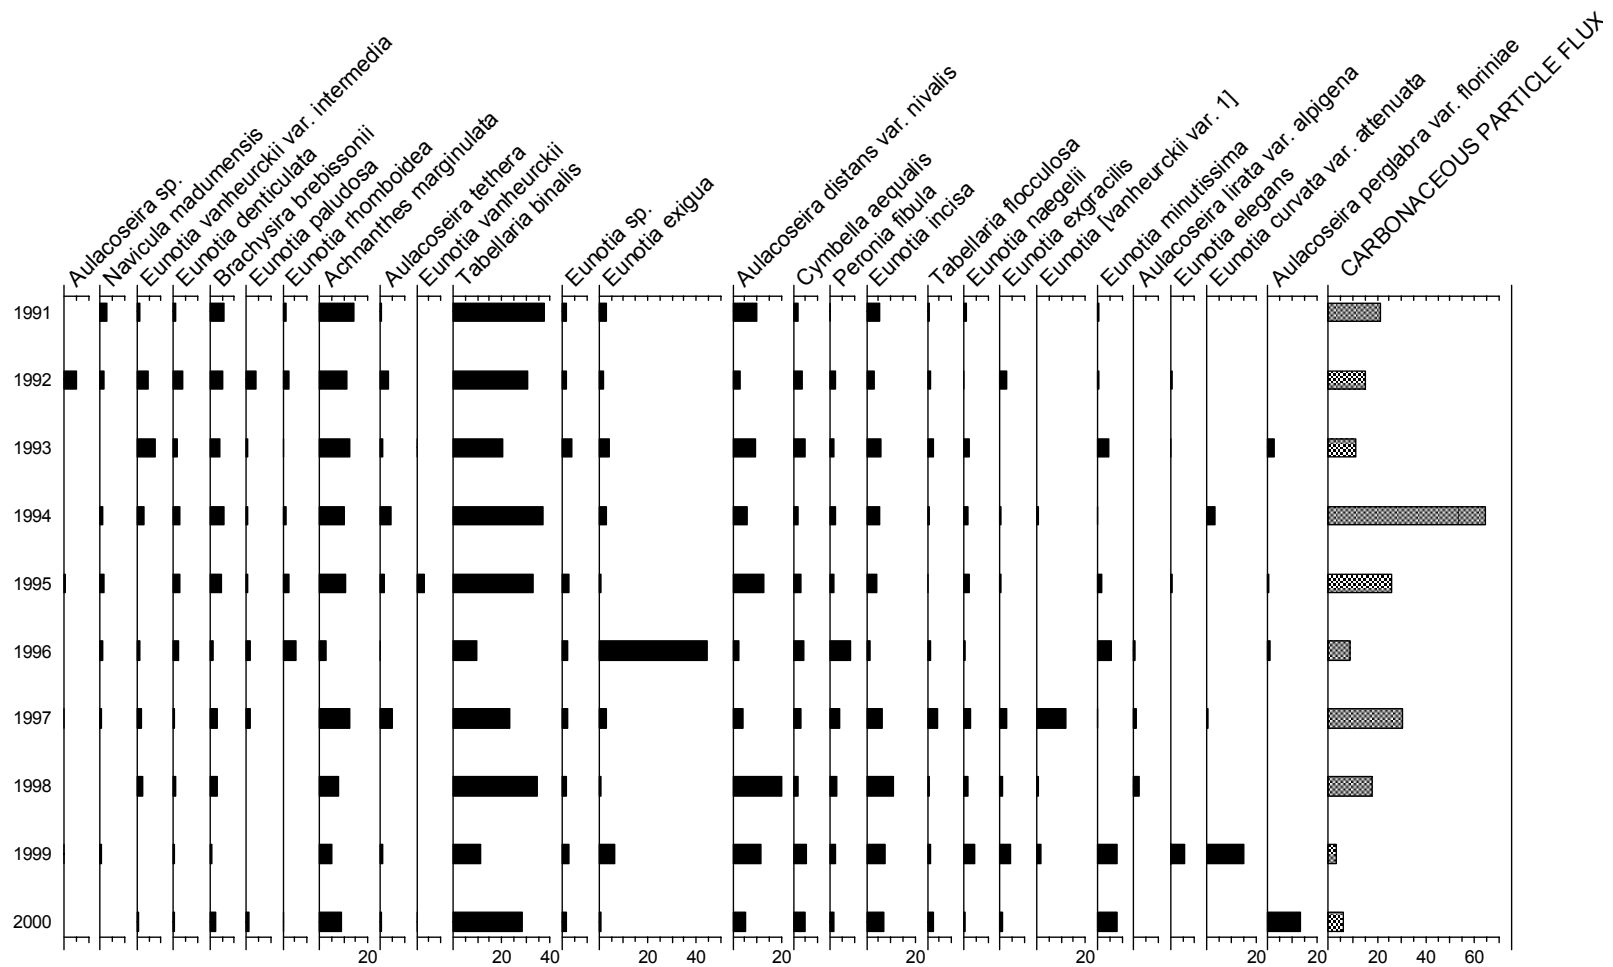 Aulacoseira sp.
Navicula madumensis
Eunotia vanheurckii var. intermedia
Eunotia denticulata
Brachysira brebissonii
Eunotia paludosa
Eunotia rhomboidea
Achnanthes marginulata
Aulacoseira tethera
Eunotia vanheurckii
Tabellaria binalis
Eunotia sp.
Eunotia exigua
Aulacoseira distans var. nivalis
Cymbella aequalis
Peronia fibula
Eunotia incisa
Tabellaria flocculosa
Eunotia naegelii
Eunotia exgracilis
Eunotia [vanheurckii var. 1]
Eunotia minutissima
Aulacoseira lirata var. alpigena
Eunotia elegans
Eunotia curvata var. attenuata
Aulacoseira perglabra var. floriniae
CARBONACEOUS PARTICLE FLUX
1991
1992
1993
1994
1995
1996
1997
1998
1999
2000
20 20 40 20 40 20 20 20 20 20 20 40 60